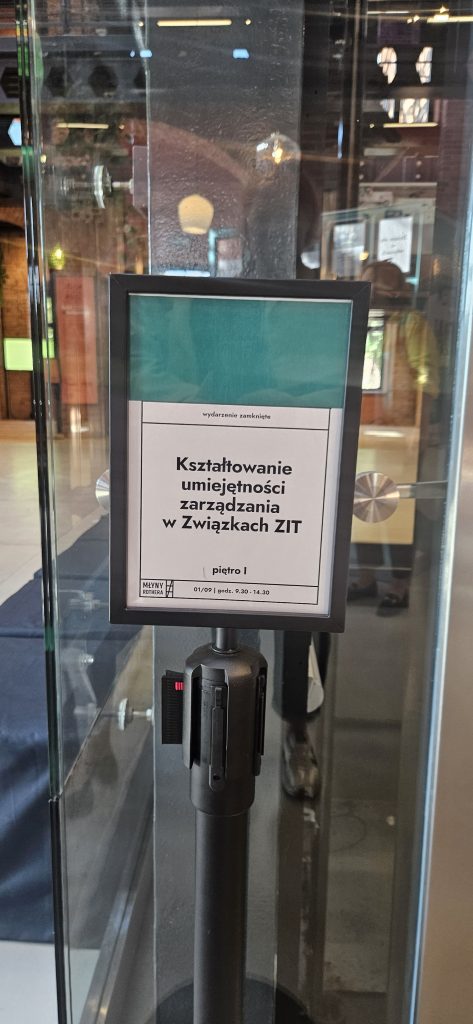 wydarzenie zamknięte
Kształtowanie
umiejętności
zarządzania
w Związkach ZIT
piętro I
MŁYNY
ROTHERA
01/09 | godz. 9.30 - 14.30